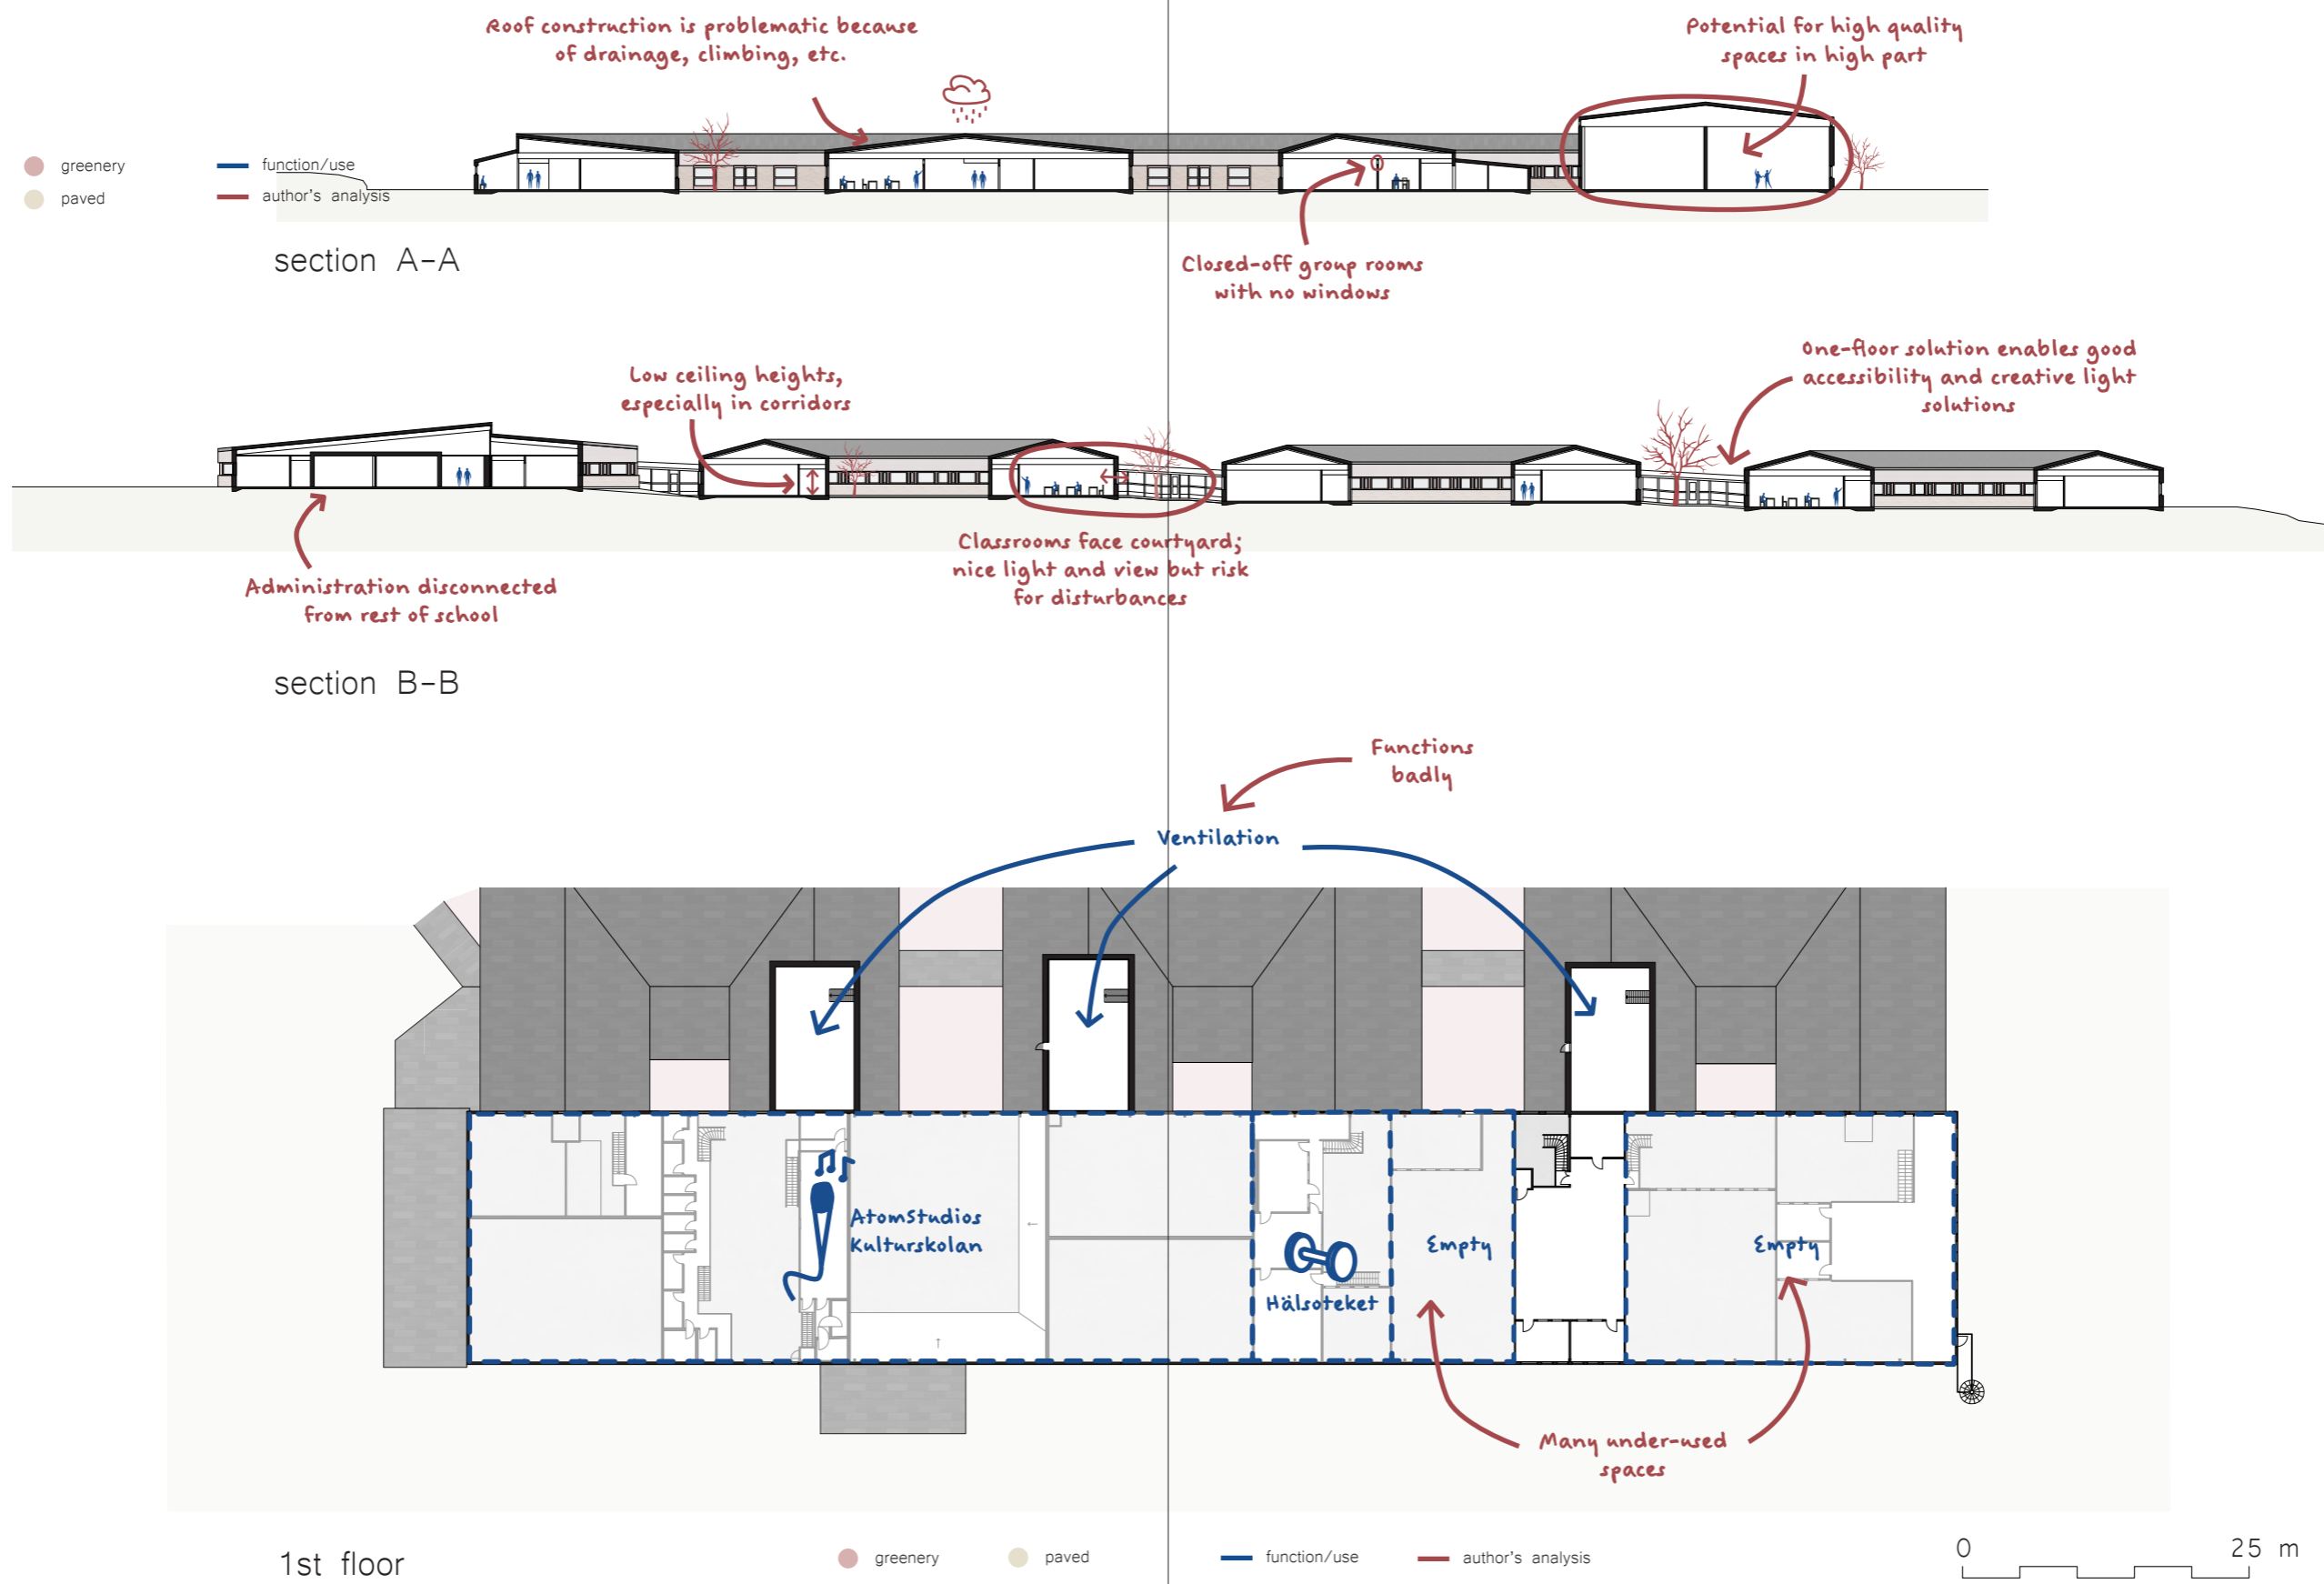 Roof construction is problematic because
of drainage, climbing, etc.
Potential for high quality
spaces in high part
greenery
function/use
paved
author's analysis
section A-A
Closed-off group rooms
with no windows
One-floor solution enables good
accessibility and creative light
solutions
Low ceiling heights,
especially in corridors
Classrooms face courtyard;
nice light and view but risk
for disturbances
Administration disconnected
from rest of school
section B-B
Functions
badly
Ventilation
AtomStudios
Kulturskolan
Hälsoteket
Empty
Empty
Many under-used
spaces
1st floor
greenery
paved
function/use
author's analysis
0
25 m